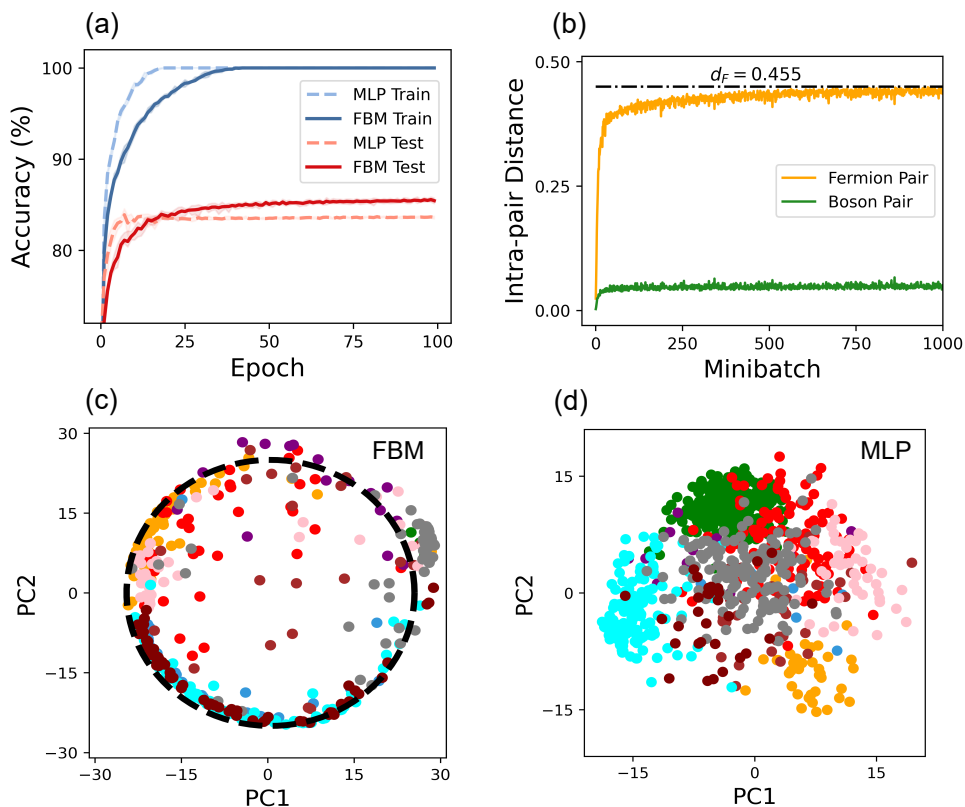 (a)
100
90
80
Accuracy (%)
MLP Train
FBM Train
MLP Test
FBM Test
0
25
50
75
100
Epoch
(b)
0.50
0.25
0.00
Intra-pair Distance
d_F = 0.455
Fermion Pair
Boson Pair
0
250
500
750
1000
Minibatch
(c)
30
15
0
−15
−30
PC2
FBM
−30
−15
0
15
30
PC1
(d)
15
0
−15
PC2
MLP
−15
0
15
PC1